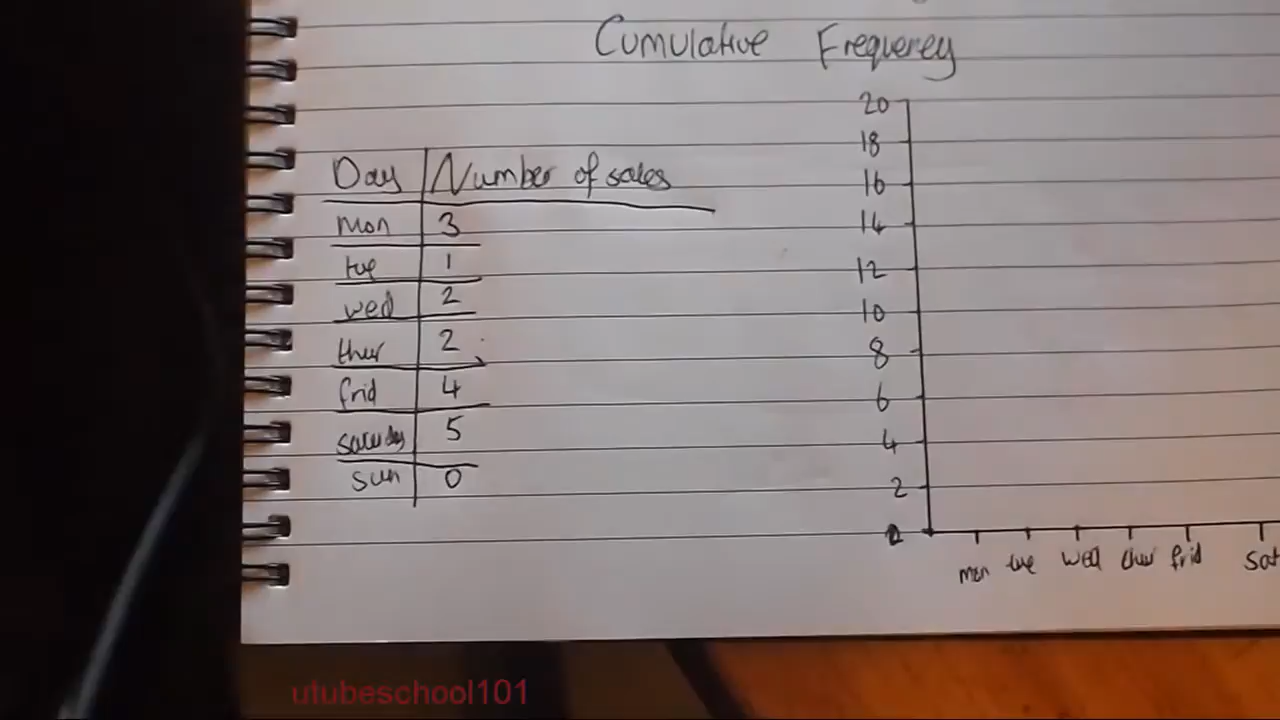 Cumulative Frequency
Day Number of sales
Mon 3
tue 1
wed 2
thur 2
frid 4
saturday 5
sun 0
20
18
16
14
12
10
8
6
4
2
mon tue wed thur frid sat
utubeschool101